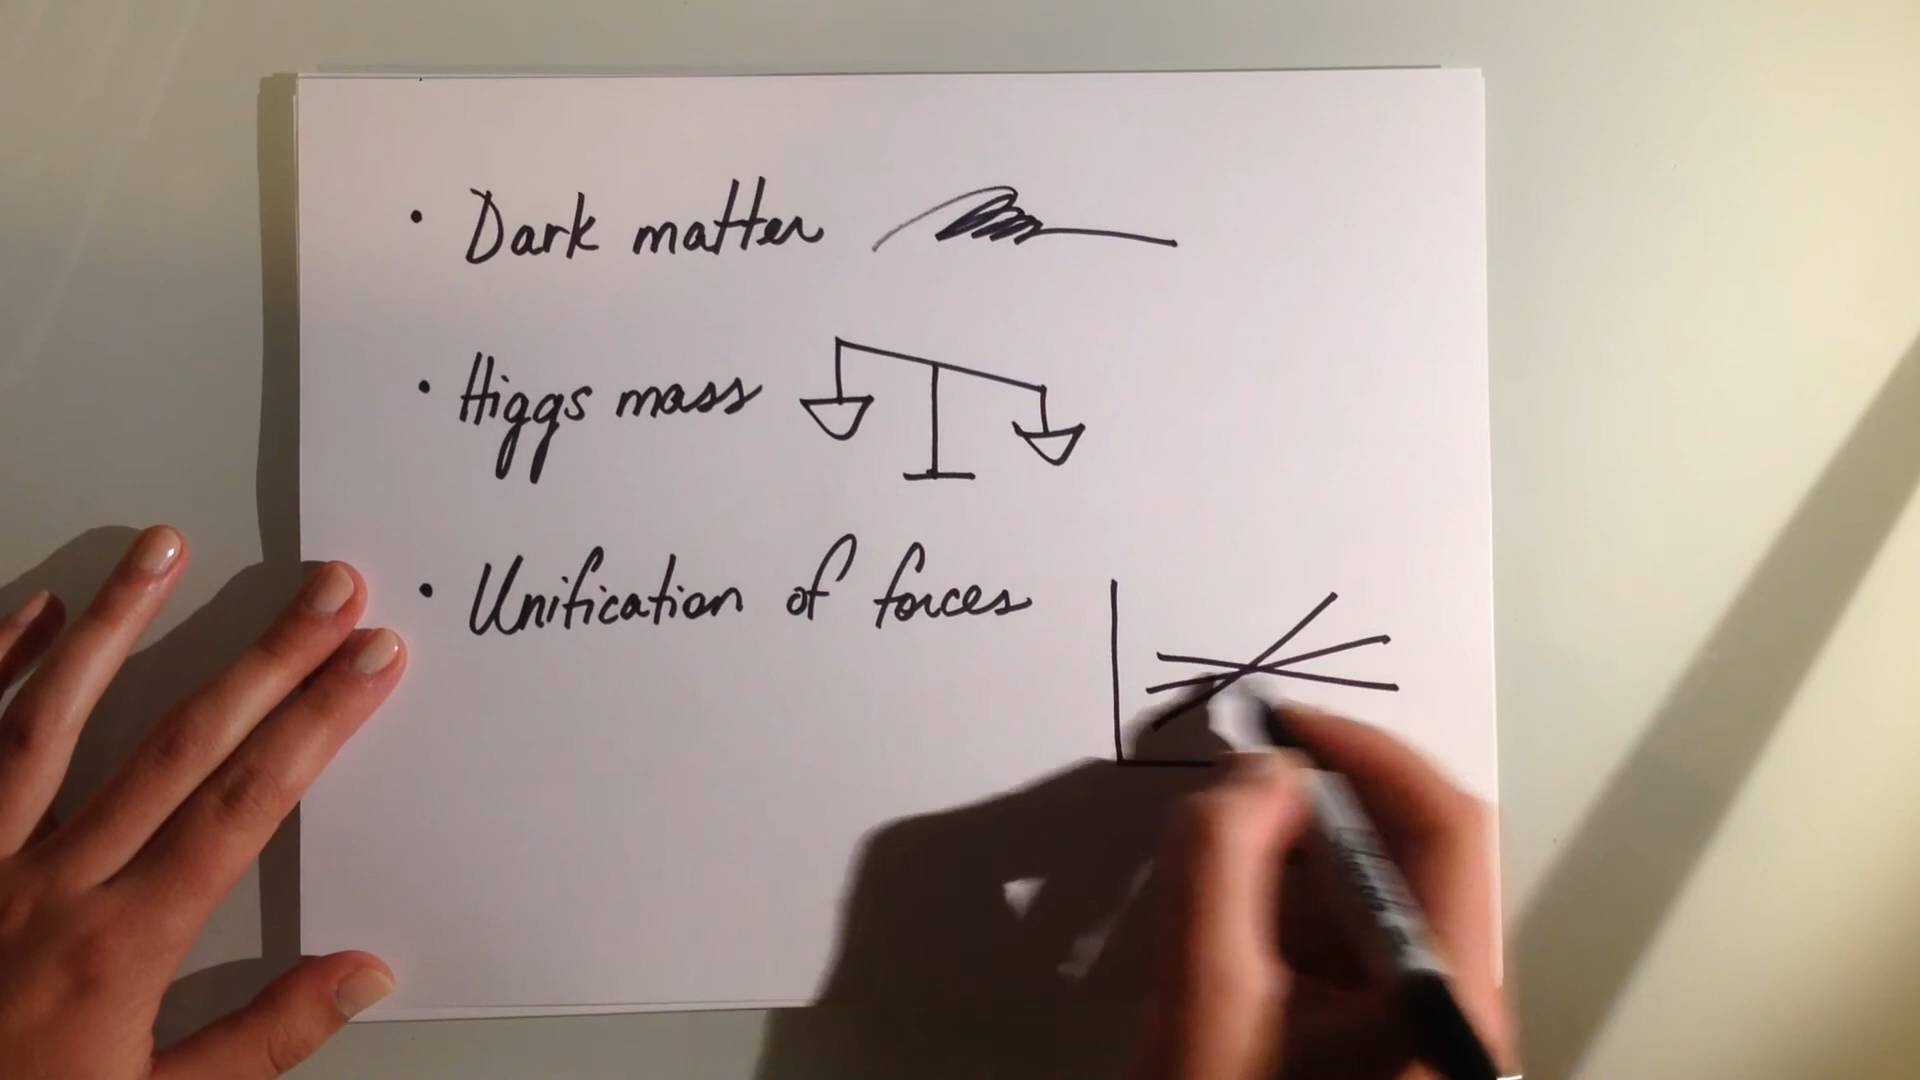 • Dark matter
• Higgs mass
• Unification of forces